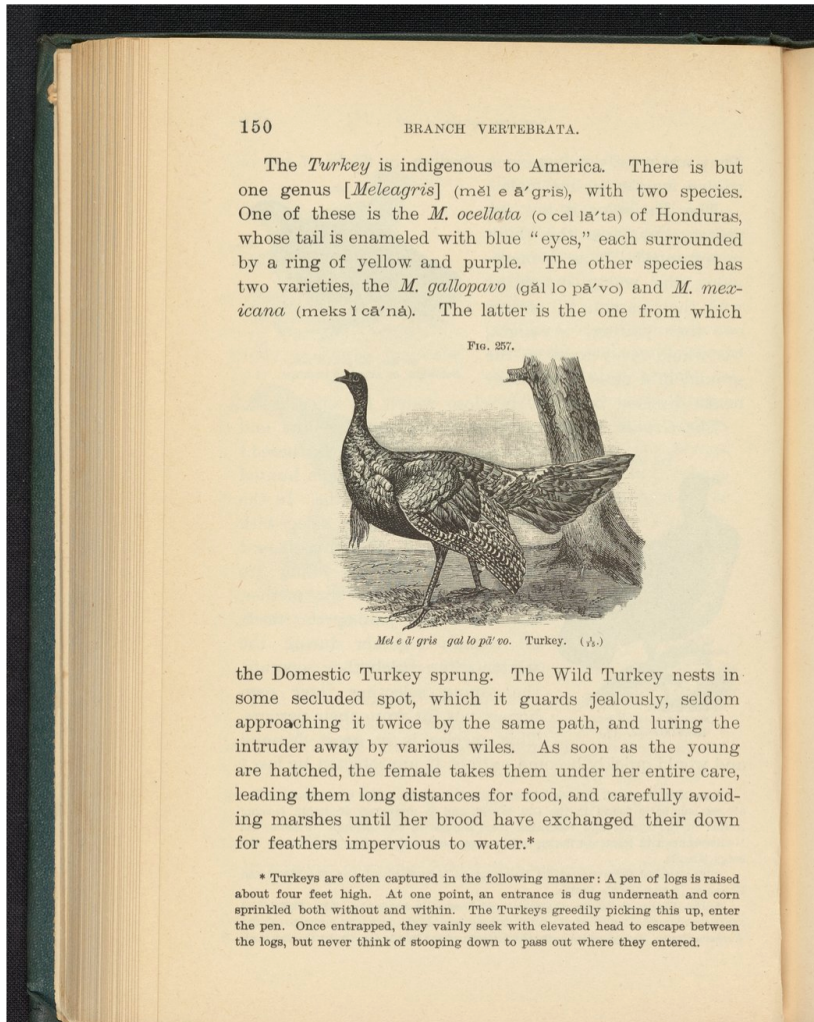 150
BRANCH VERTEBRATA.
The Turkey is indigenous to America. There is but
one genus [Meleagris] (mĕl e ā′gris), with two species.
One of these is the M. ocellata (o cel lā′ta) of Honduras,
whose tail is enameled with blue “eyes,” each surrounded
by a ring of yellow and purple. The other species has
two varieties, the M. gallopavo (găl lo pā′vo) and M. mex-
icana (meks ĭ cā′nȧ). The latter is the one from which
FIG. 257.
Mel e ā′ gris gal lo pā′ vo. Turkey. (1/15.)
the Domestic Turkey sprung. The Wild Turkey nests in
some secluded spot, which it guards jealously, seldom
approaching it twice by the same path, and luring the
intruder away by various wiles. As soon as the young
are hatched, the female takes them under her entire care,
leading them long distances for food, and carefully avoid-
ing marshes until her brood have exchanged their down
for feathers impervious to water.*
* Turkeys are often captured in the following manner: A pen of logs is raised
about four feet high. At one point, an entrance is dug underneath and corn
sprinkled both without and within. The Turkeys greedily picking this up, enter
the pen. Once entrapped, they vainly seek with elevated head to escape between
the logs, but never think of stooping down to pass out where they entered.